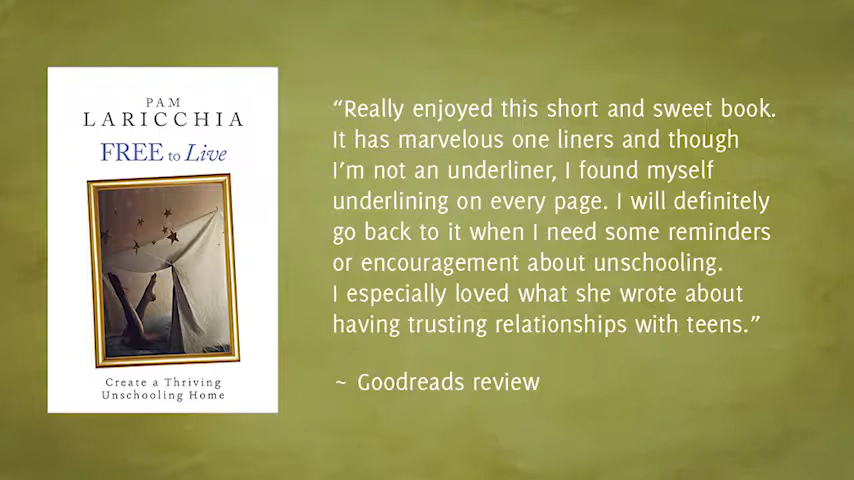 PAM
LARICCHIA
FREE to Live
Create a Thriving
Unschooling Home
“Really enjoyed this short and sweet book.
It has marvelous one liners and though
I’m not an underliner, I found myself
underlining on every page. I will definitely
go back to it when I need some reminders
or encouragement about unschooling.
I especially loved what she wrote about
having trusting relationships with teens.”
~ Goodreads review